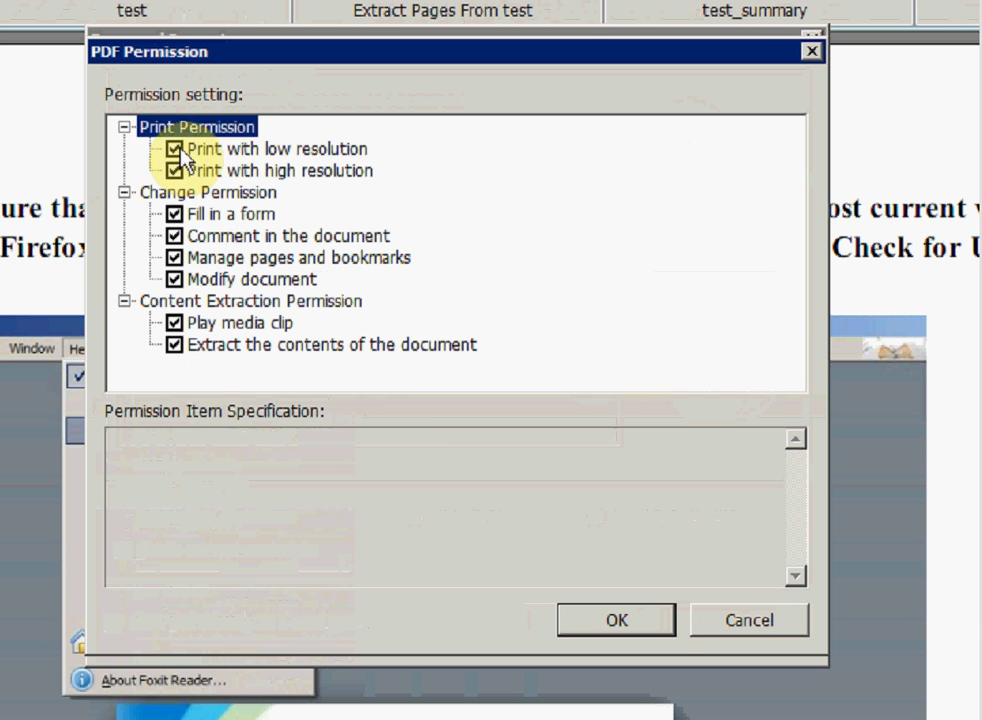 test
Extract Pages From test
test_summary
PDF Permission
Permission setting:
Print Permission
Print with low resolution
Print with high resolution
Change Permission
Fill in a form
Comment in the document
Manage pages and bookmarks
Modify document
Content Extraction Permission
Play media clip
Extract the contents of the document
Permission Item Specification:
OK
Cancel
ure tha
ost current
Firefox
Check for U
Window He
About Foxit Reader...